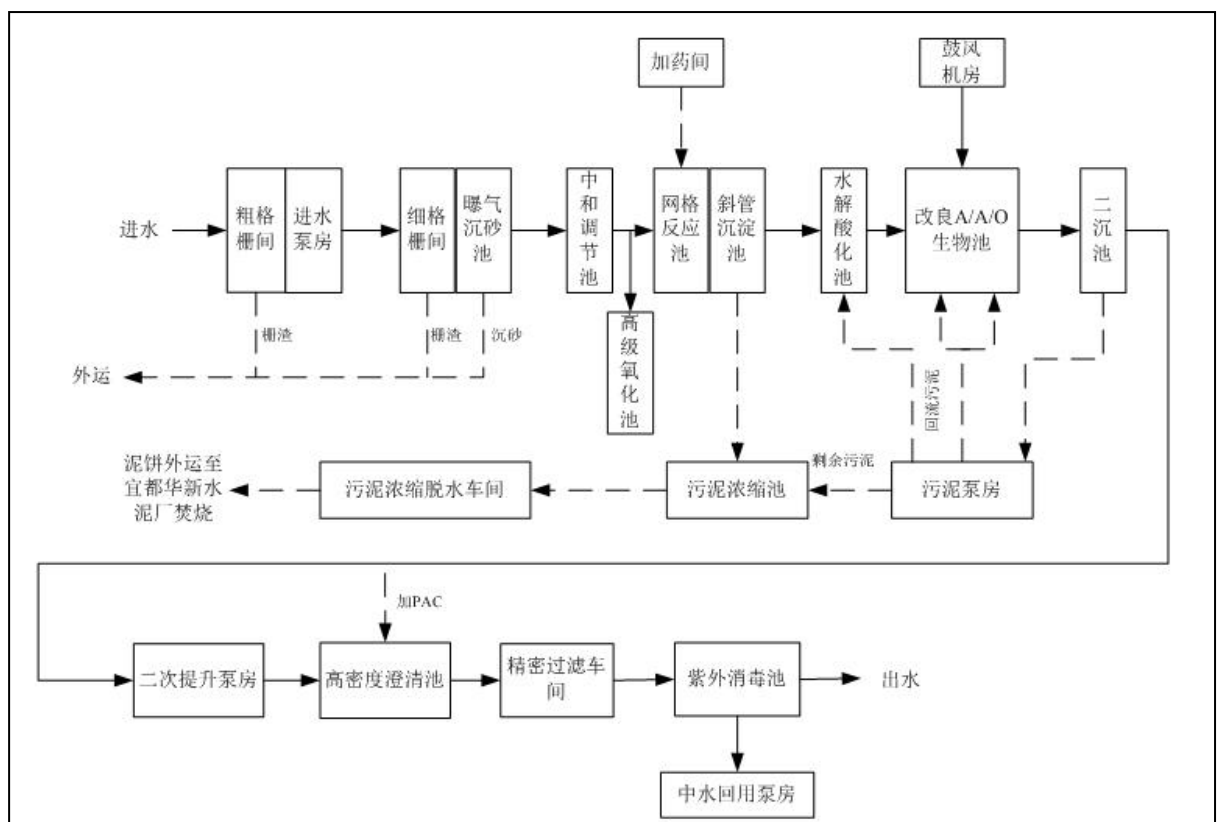 加药间
鼓风
机房
进水
粗格
栅间
进水
泵房
细格
栅间
曝气
沉砂
池
中
和
调
节
池
网格
反应
池
斜管
沉淀
池
水
解
酸
化
池
改良A/A/O
生物池
二
沉
池
高
级
氧
化
池
栅渣
栅渣
沉砂
外运
回流污泥
剩余污泥
泥饼外运至
宜都华新水
泥厂焚烧
污泥浓缩脱水车间
污泥浓缩池
污泥泵房
加PAC
二次提升泵房
高密度澄清池
精密过滤车
间
紫外消毒池
出水
中水回用泵房